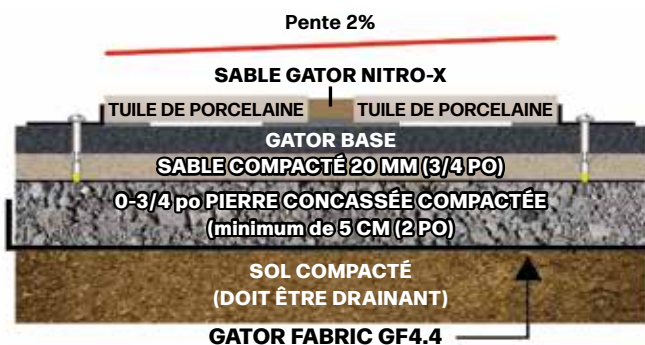 Pente 2%
SABLE GATOR NITRO-X
TUILE DE PORCELAINE TUILE DE PORCELAINE
GATOR BASE
SABLE COMPACTÉ 20 MM (3/4 PO)
0-3/4 po PIERRE CONCASSÉE COMPACTÉE
(minimum de 5 CM (2 PO)
SOL COMPACTÉ
(DOIT ÊTRE DRAINANT)
GATOR FABRIC GF4.4